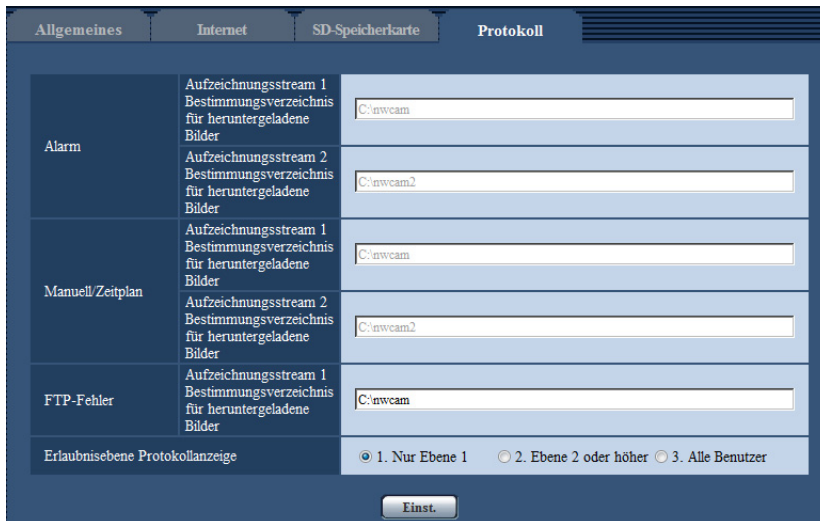 Allgemeines Internet SD-Speicherkarte Protokoll
Alarm
Aufzeichnungsstream 1
Bestimmungsverzeichnis
für heruntergeladene
Bilder
C:\nwcam
Aufzeichnungsstream 2
Bestimmungsverzeichnis
für heruntergeladene
Bilder
C:\nwcam2
Manuell/Zeitplan
Aufzeichnungsstream 1
Bestimmungsverzeichnis
für heruntergeladene
Bilder
C:\nwcam
Aufzeichnungsstream 2
Bestimmungsverzeichnis
für heruntergeladene
Bilder
C:\nwcam2
FTP-Fehler
Aufzeichnungsstream 1
Bestimmungsverzeichnis
für heruntergeladene
Bilder
C:\nwcam
Erlaubnisebene Protokollanzeige 1. Nur Ebene 1 2. Ebene 2 oder höher 3. Alle Benutzer
Einst.